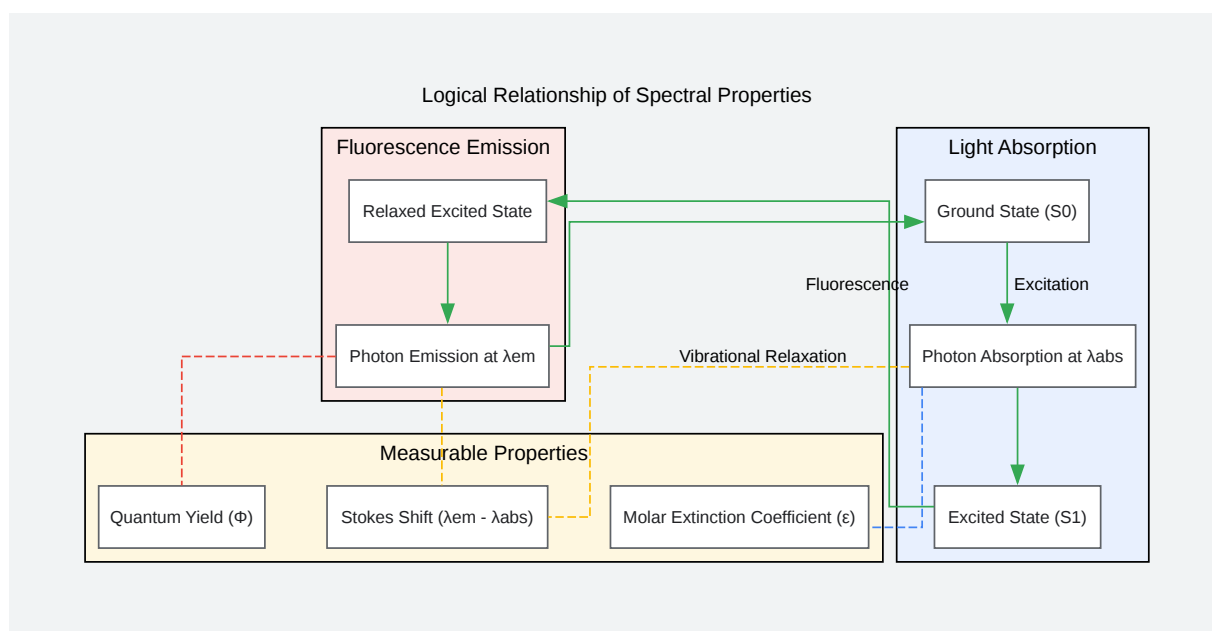 Logical Relationship of Spectral Properties
Fluorescence Emission
Light Absorption
Relaxed Excited State
Ground State (S0)
Fluorescence
Excitation
Photon Emission at λem
Vibrational Relaxation
Photon Absorption at λabs
Measurable Properties
Quantum Yield (Φ)
Stokes Shift (λem - λabs)
Molar Extinction Coefficient (ε)
Excited State (S1)